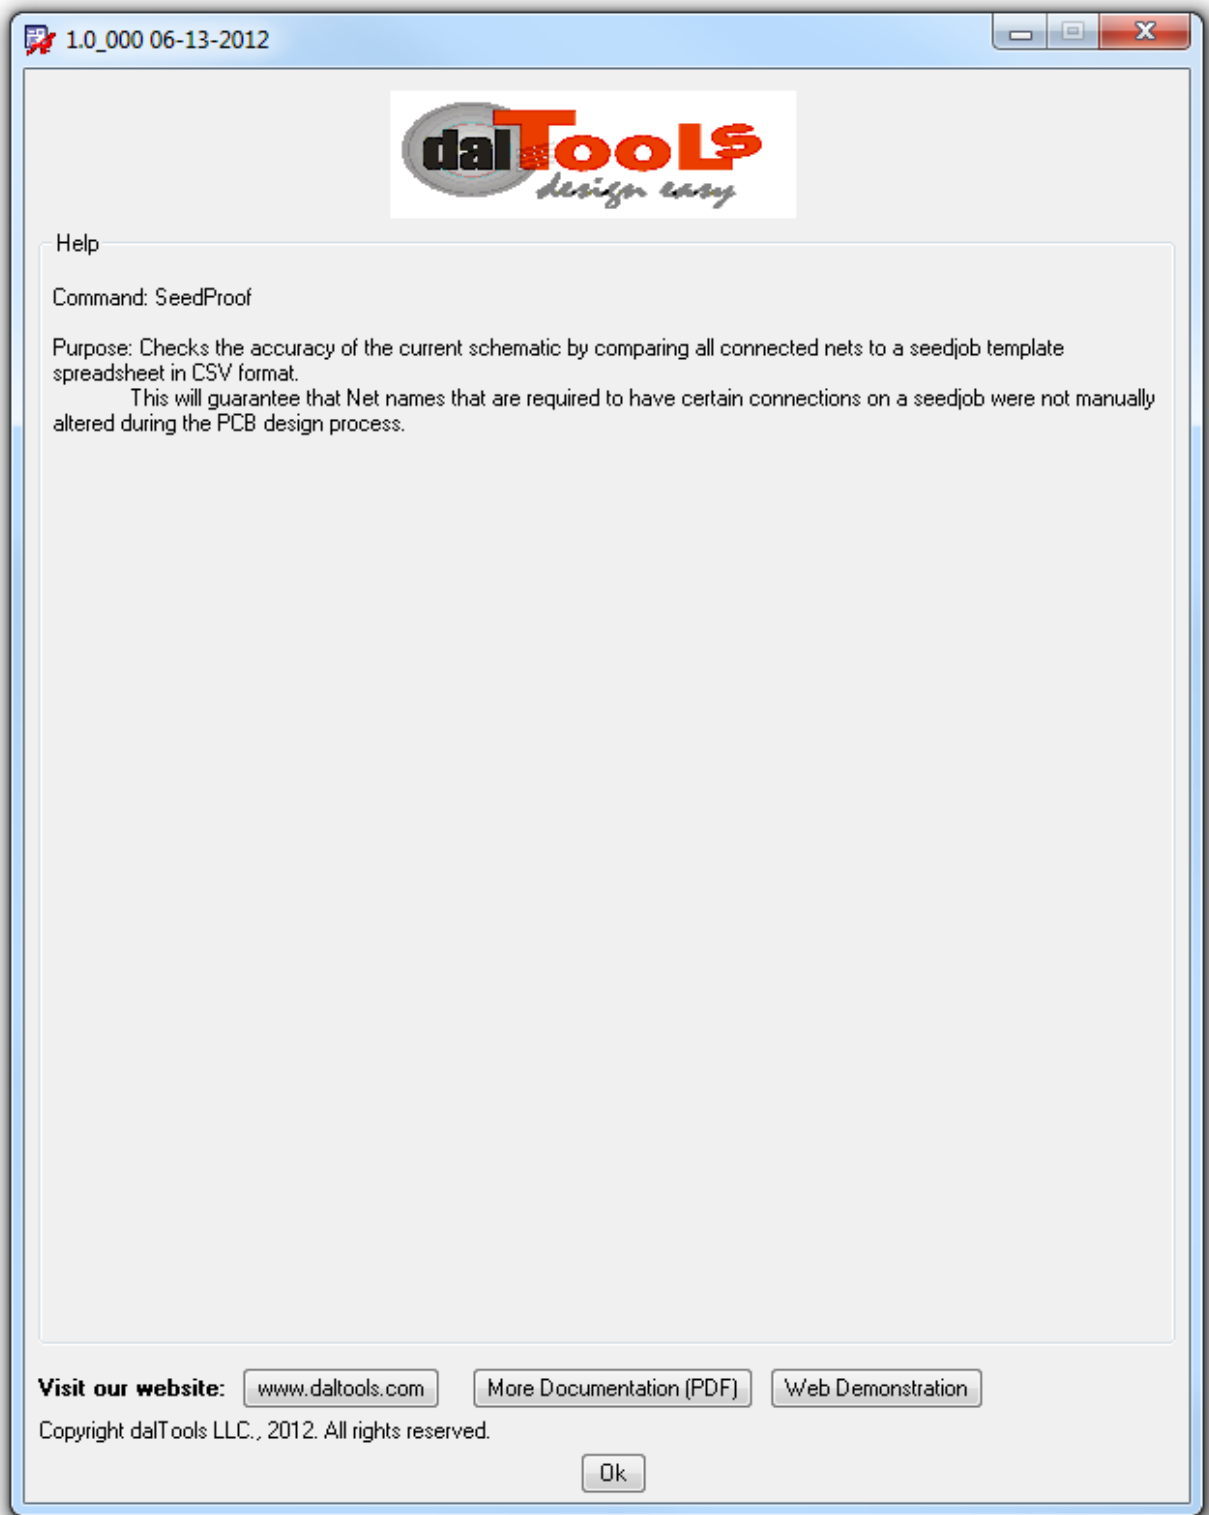 1.0_000 06-13-2012
dalTooLS
design easy
Help
Command: SeedProof
Purpose: Checks the accuracy of the current schematic by comparing all connected nets to a seedjob template
spreadsheet in CSV format.
This will guarantee that Net names that are required to have certain connections on a seedjob were not manually
altered during the PCB design process.
Visit our website: www.daltools.com More Documentation (PDF) Web Demonstration
Copyright dalTools LLC., 2012. All rights reserved.
Ok